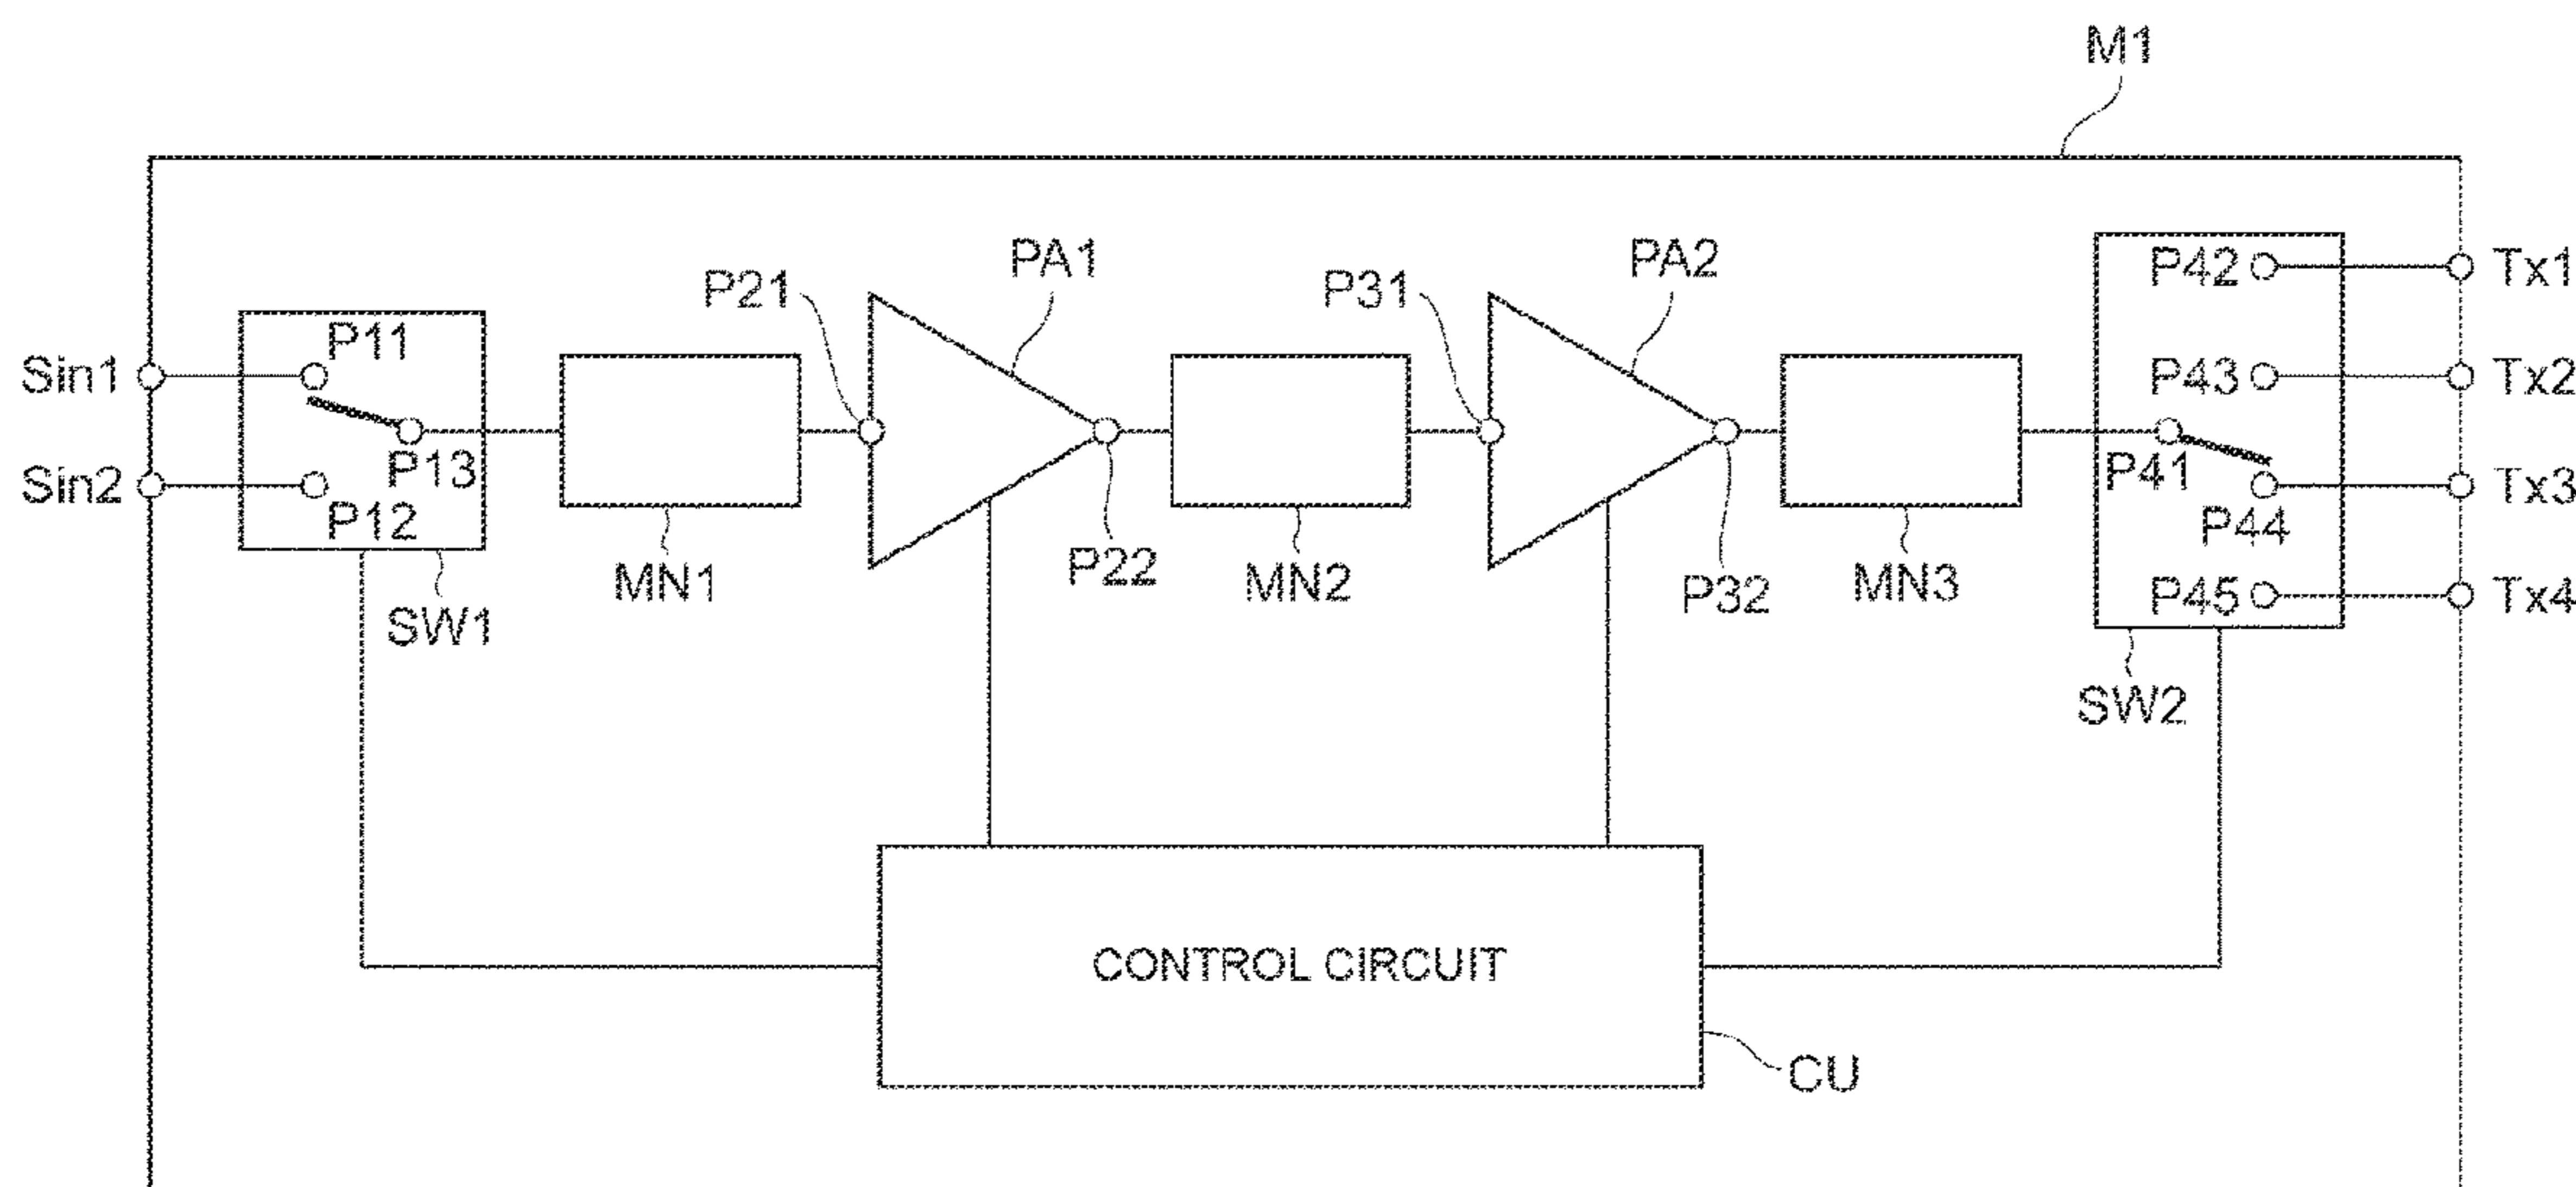 M1
PA1
PA2
P21
P31
P42
Tx1
P11
Sin1
P43
Tx2
P13
P41
Sin2
P12
Tx3
P44
P22
MN1
MN2
P32
MN3
P45
Tx4
SW1
SW2
CONTROL CIRCUIT
CU